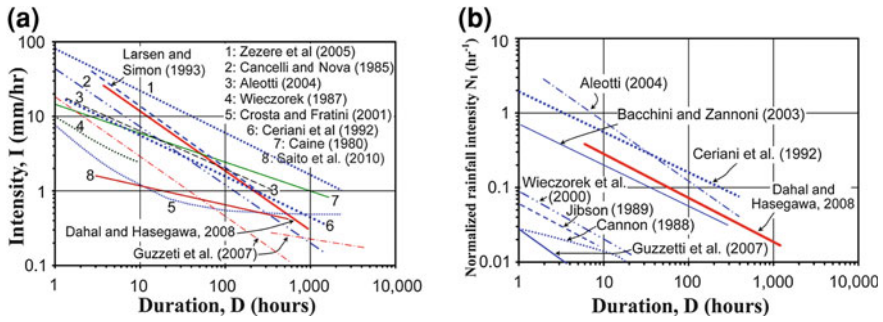 (a)
Intensity, I (mm/hr)
100
10
1
0.1
Larsen and
Simon (1993)
1: Zezere et al (2005)
2: Cancelli and Nova (1985)
3: Aleotti (2004)
4: Wieczorek (1987)
5: Crosta and Fratini (2001)
6: Ceriani et al (1992)
7: Caine (1980)
8: Saito et al. (2010)
1
2
3
4
8
5
3
7
6
Dahal and Hasegawa, 2008
Guzzeti et al. (2007)
1
10
100
1,000
10,000
Duration, D (hours)
(b)
Normalized rainfall intensity NI (hr-1)
10
1
0.1
0.01
Aleotti (2004)
Bacchini and Zannoni (2003)
Ceriani et al. (1992)
Wieczorek et al.
(2000)
Jibson (1989)
Cannon (1988)
Guzzetti et al. (2007)
Dahal and
Hasegawa, 2008
1
10
100
1,000
10,000
Duration, D (hours)